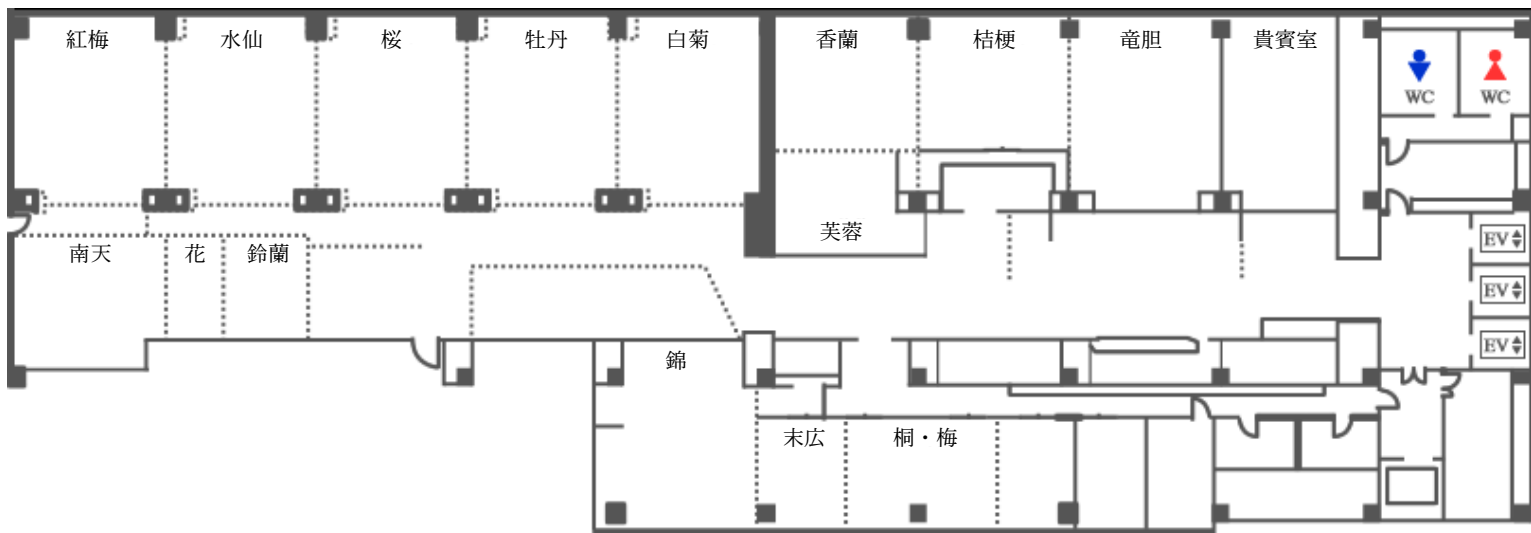 紅梅
水仙
桜
牡丹
白菊
香蘭
桔梗
竜胆
貴賓室
WC
WC
芙蓉
南天
花
鈴蘭
EV
EV
EV
錦
末広
桐・梅